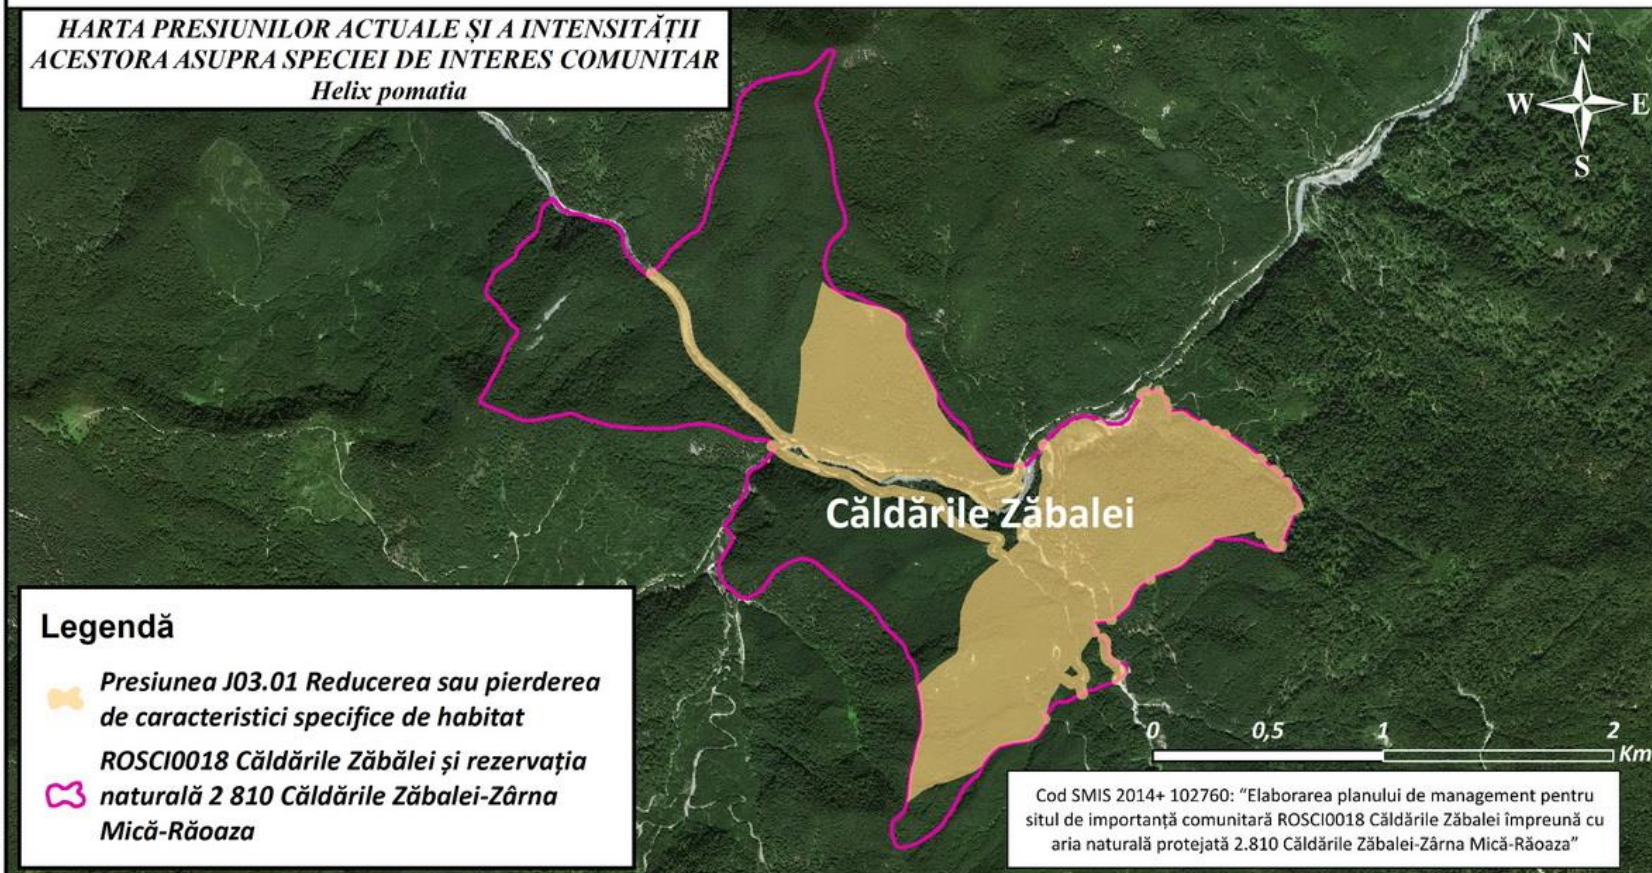 HARTA PRESIUNILOR ACTUALE ȘI A INTENSITĂȚII
ACESTORA ASUPRA SPECIEI DE INTERES COMUNITAR
Helix pomatia
N
W E
S
Căldările Zăbalei
Legendă
Presiunea J03.01 Reducerea sau pierderea
de caracteristici specifice de habitat
ROSCI0018 Căldările Zăbălei și rezervația
naturală 2 810 Căldările Zăbalei-Zârna
Mică-Răoaza
0 0,5 1 2
Km
Cod SMIS 2014+ 102760: “Elaborarea planului de management pentru
situl de importanță comunitară ROSCI0018 Căldările Zăbalei împreună cu
aria naturală protejată 2.810 Căldările Zăbalei-Zârna Mică-Răoaza”